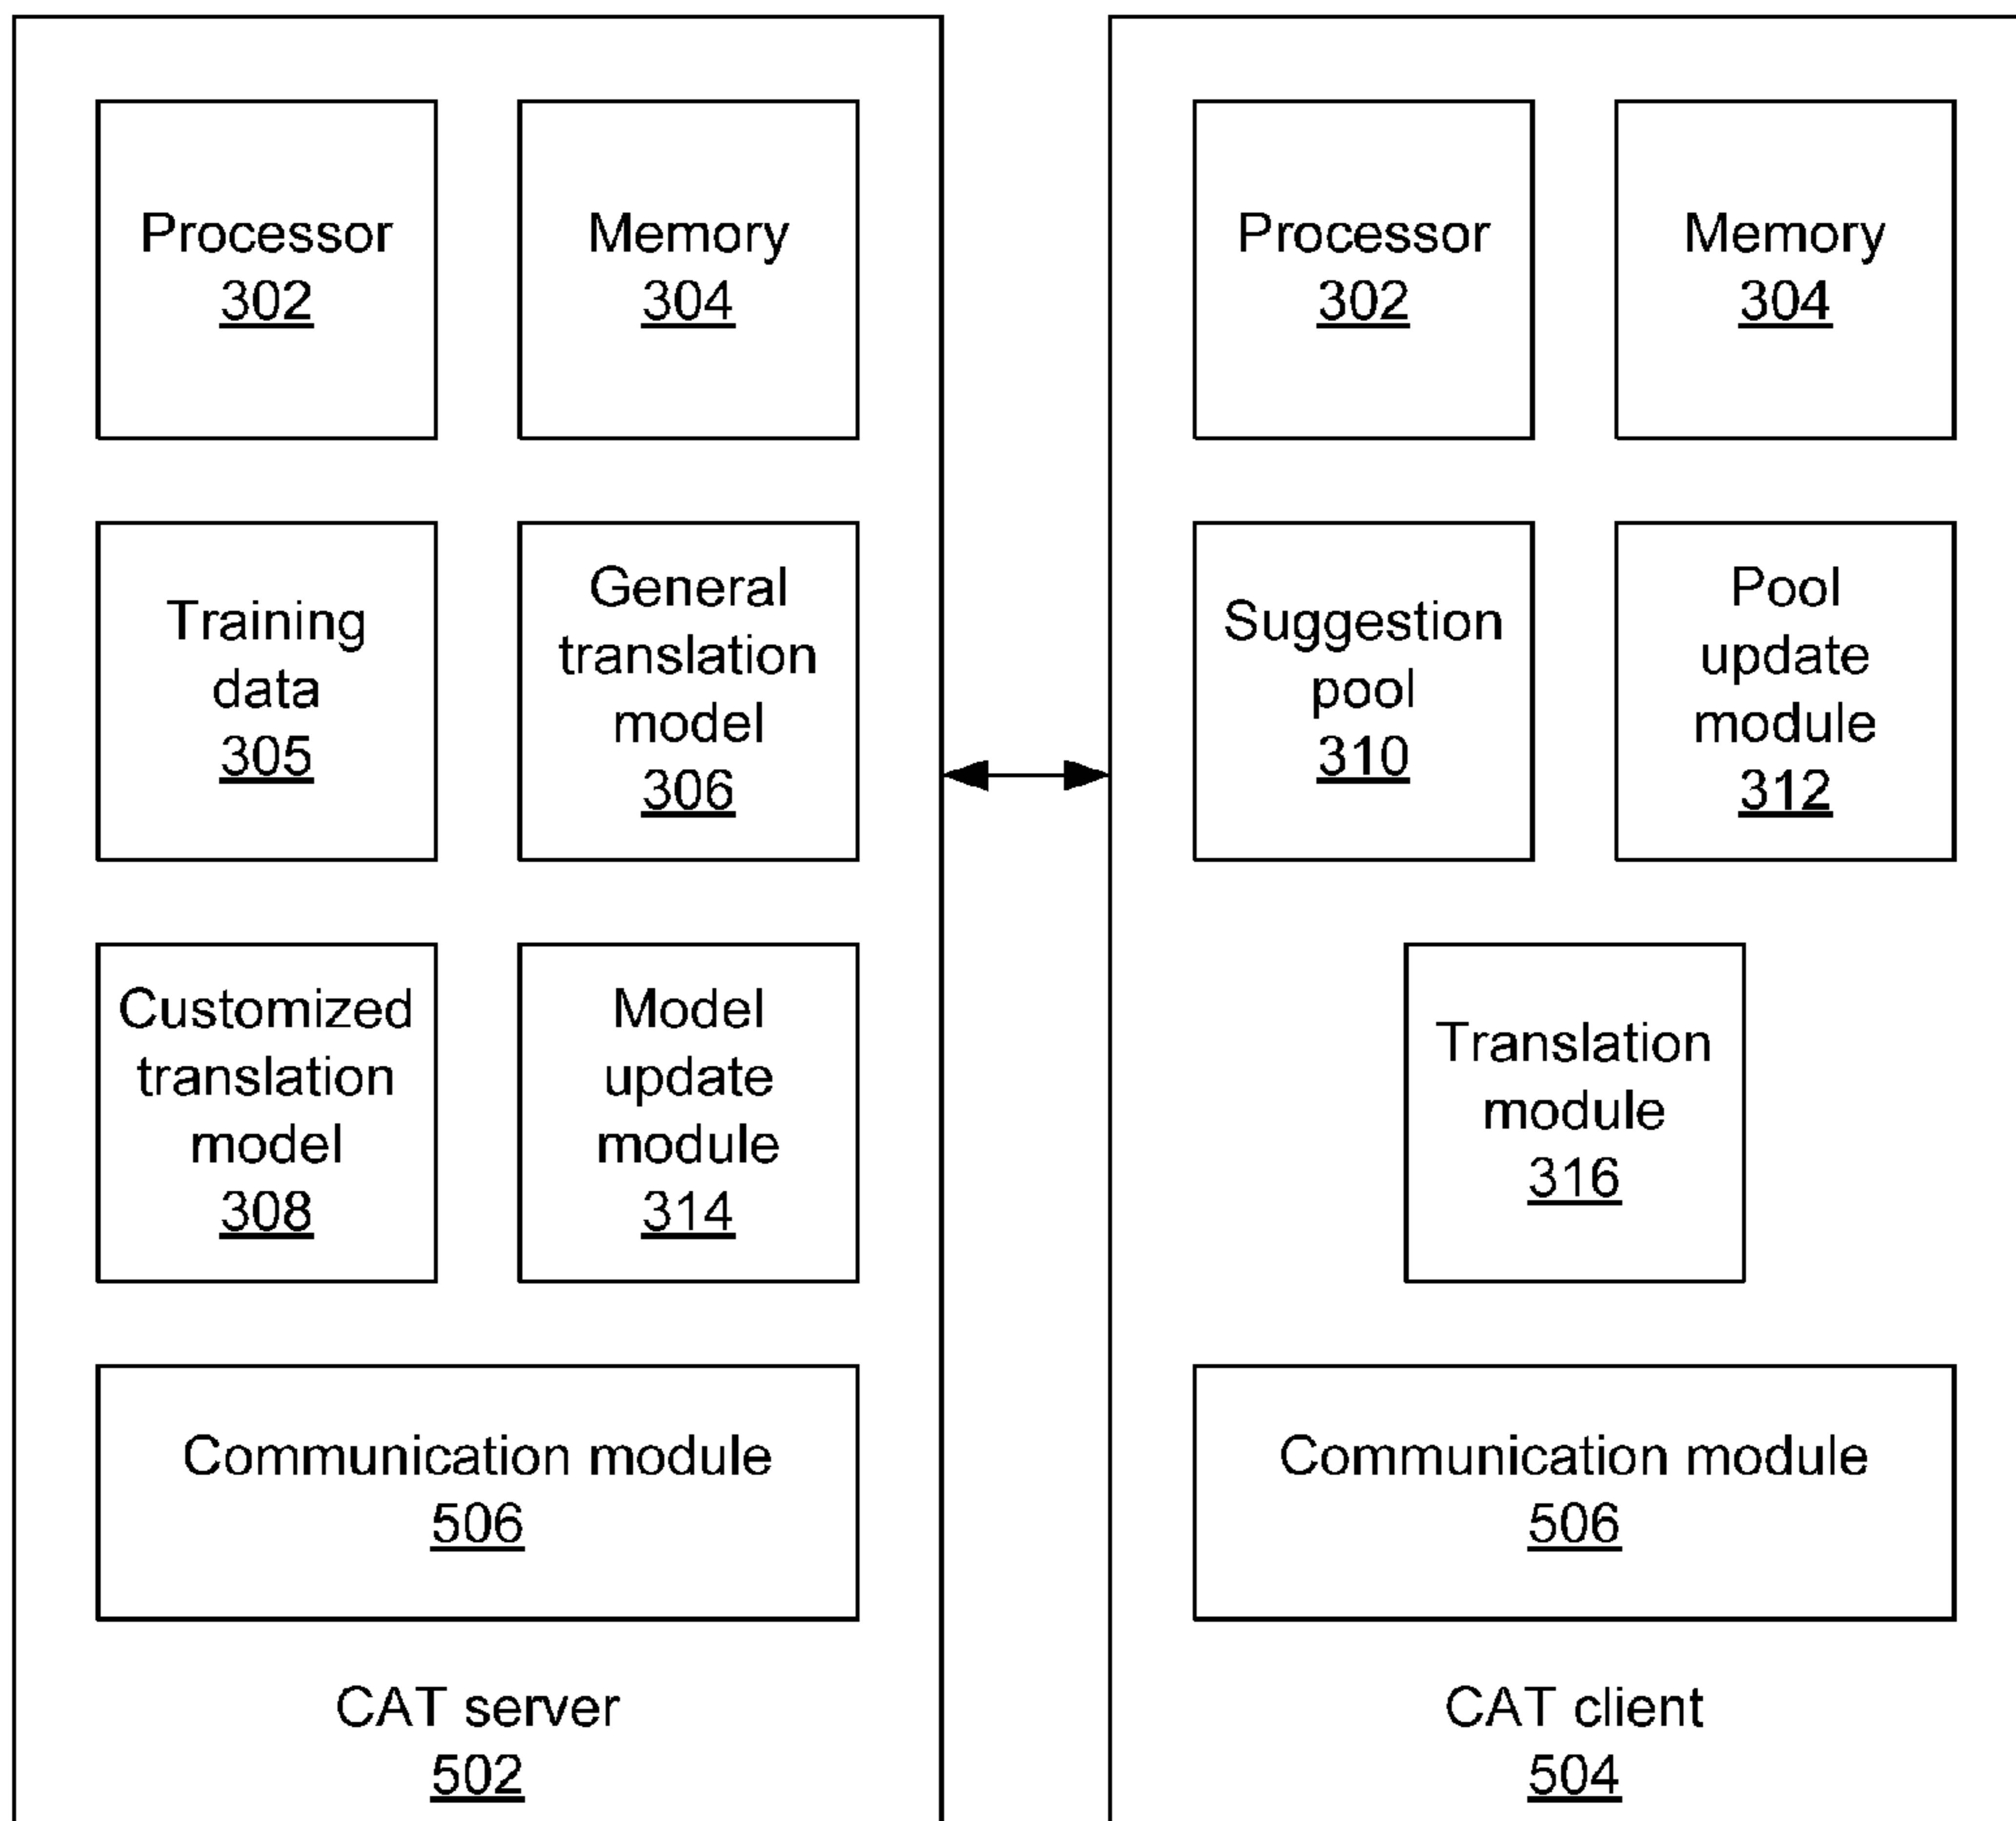 Processor
302
Memory
304
Training
data
305
General
translation
model
306
Customized
translation
model
308
Model
update
module
314
Communication module
506
CAT server
502
Processor
302
Memory
304
Suggestion
pool
310
Pool
update
module
312
Translation
module
316
Communication module
506
CAT client
504